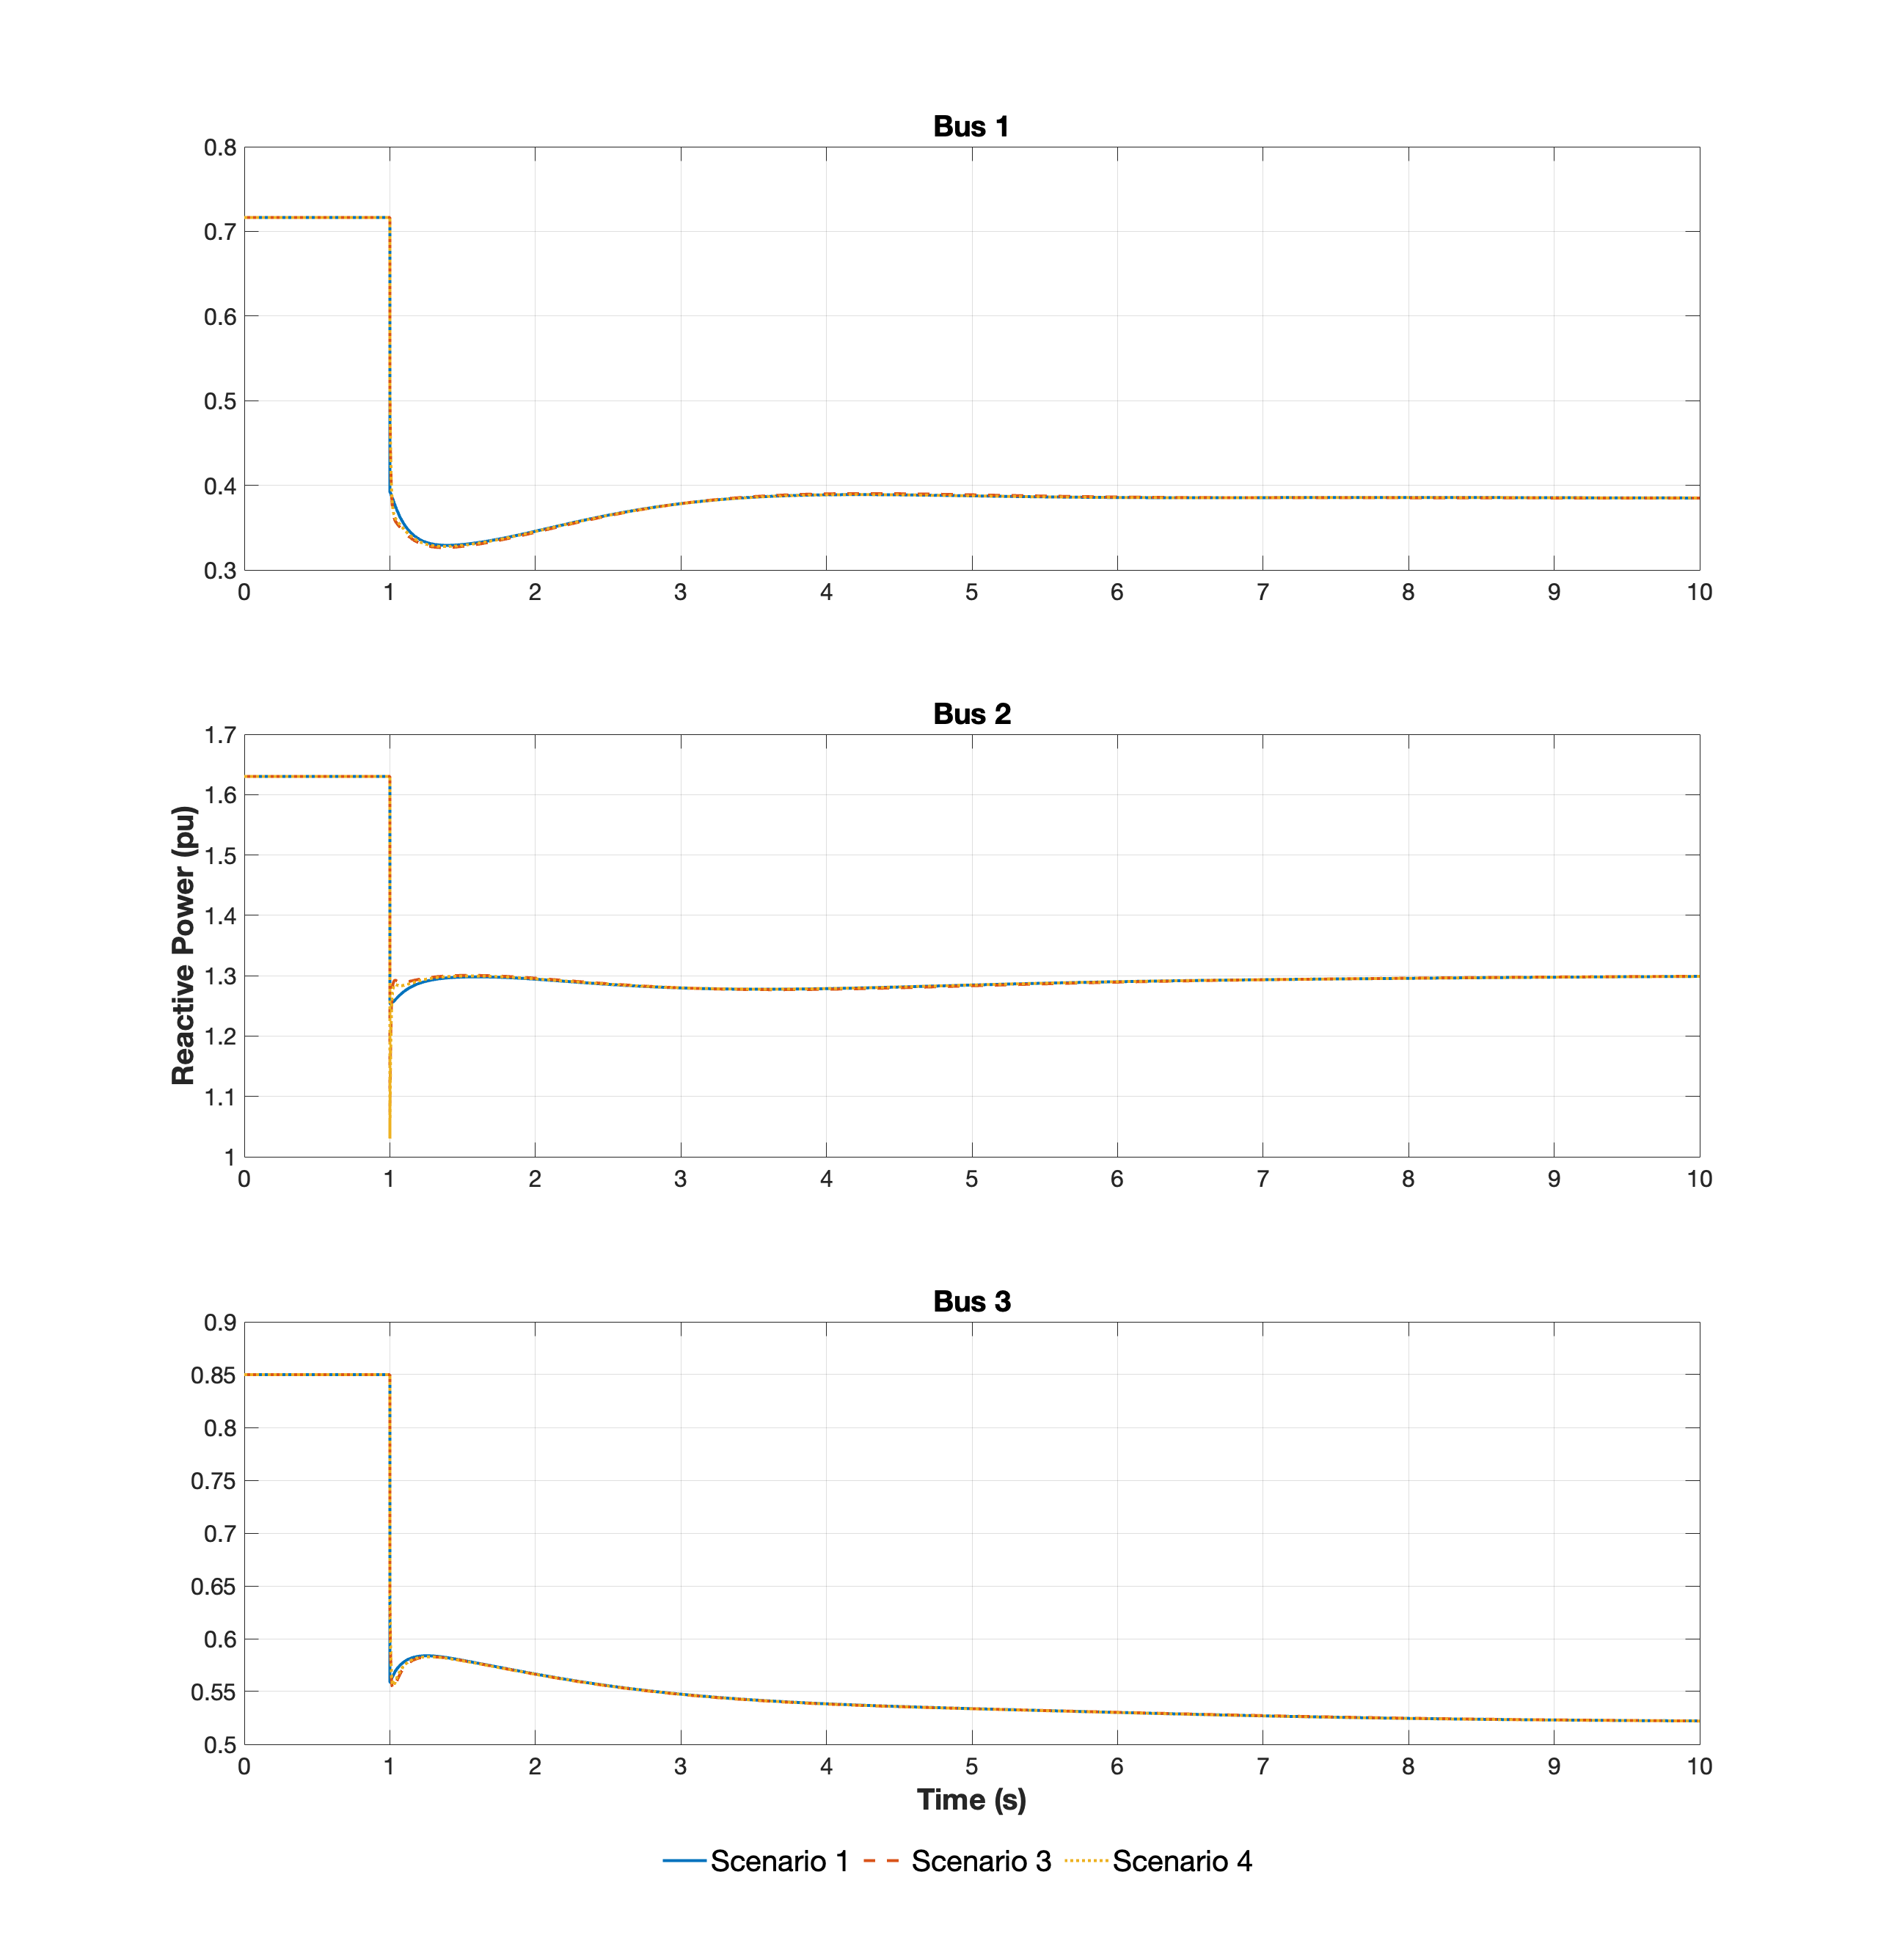 Bus 1
0.8
0.7
0.6
0.5
0.4
0.3
0 1 2 3 4 5 6 7 8 9 10
Bus 2
Reactive Power (pu)
1.7
1.6
1.5
1.4
1.3
1.2
1.1
1
0 1 2 3 4 5 6 7 8 9 10
Bus 3
0.9
0.85
0.8
0.75
0.7
0.65
0.6
0.55
0.5
0 1 2 3 4 5 6 7 8 9 10
Time (s)
Scenario 1 Scenario 3 Scenario 4